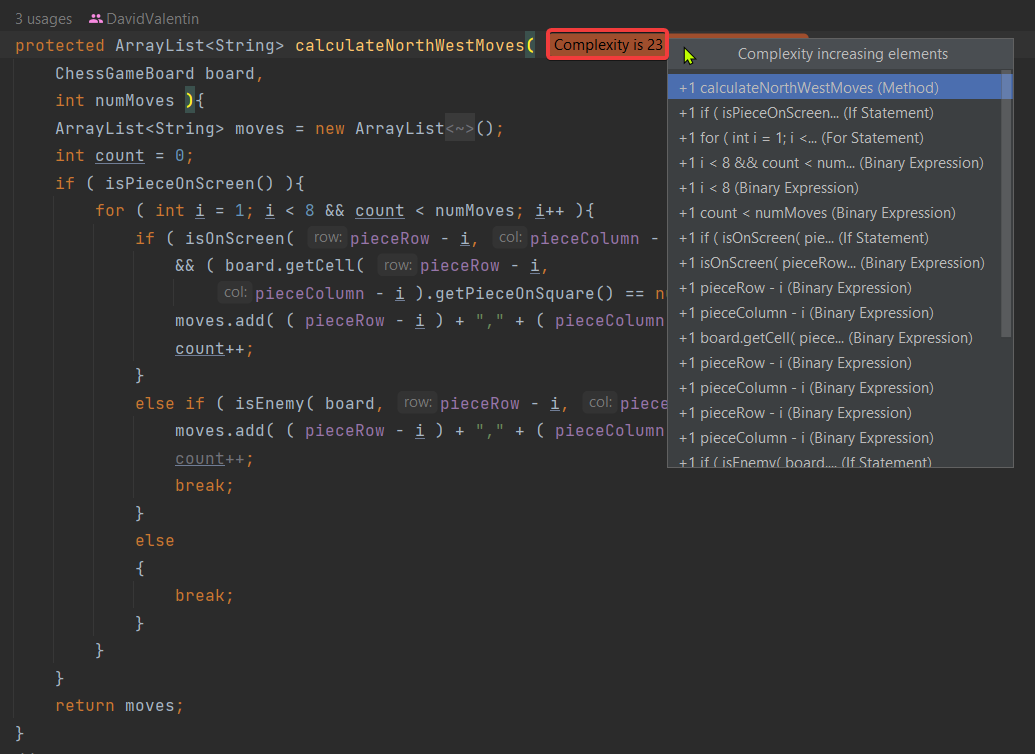 3 usages DavidValentin
protected ArrayList<String> calculateNorthWestMoves( Complexity is 23
ChessGameBoard board,
int numMoves ){
ArrayList<String> moves = new ArrayList<~>();
int count = 0;
if ( isPieceOnScreen() ){
for ( int i = 1; i < 8 && count < numMoves; i++ ){
if ( isOnScreen( row: pieceRow - i, col: pieceColumn -
&& ( board.getCell( row: pieceRow - i,
col: pieceColumn - i ).getPieceOnSquare() ==
moves.add( ( pieceRow - i ) + "," + ( pieceColumn
count++;
}
else if ( isEnemy( board, row: pieceRow - i, col:
moves.add( ( pieceRow - i ) + "," + ( pieceColumn
count++;
break;
}
else
{
break;
}
}
}
return moves;
}
Complexity increasing elements
+1 calculateNorthWestMoves (Method)
+1 if ( isPieceOnScreen... (If Statement)
+1 for ( int i = 1; i <... (For Statement)
+1 i < 8 && count < num... (Binary Expression)
+1 i < 8 (Binary Expression)
+1 count < numMoves (Binary Expression)
+1 if ( isOnScreen( pie... (If Statement)
+1 isOnScreen( pieceRow... (Binary Expression)
+1 pieceRow - i (Binary Expression)
+1 pieceColumn - i (Binary Expression)
+1 board.getCell( piece... (Binary Expression)
+1 pieceRow - i (Binary Expression)
+1 pieceColumn - i (Binary Expression)
+1 pieceRow - i (Binary Expression)
+1 pieceColumn - i (Binary Expression)
+1 if ( isEnemy( board,... (If Statement)